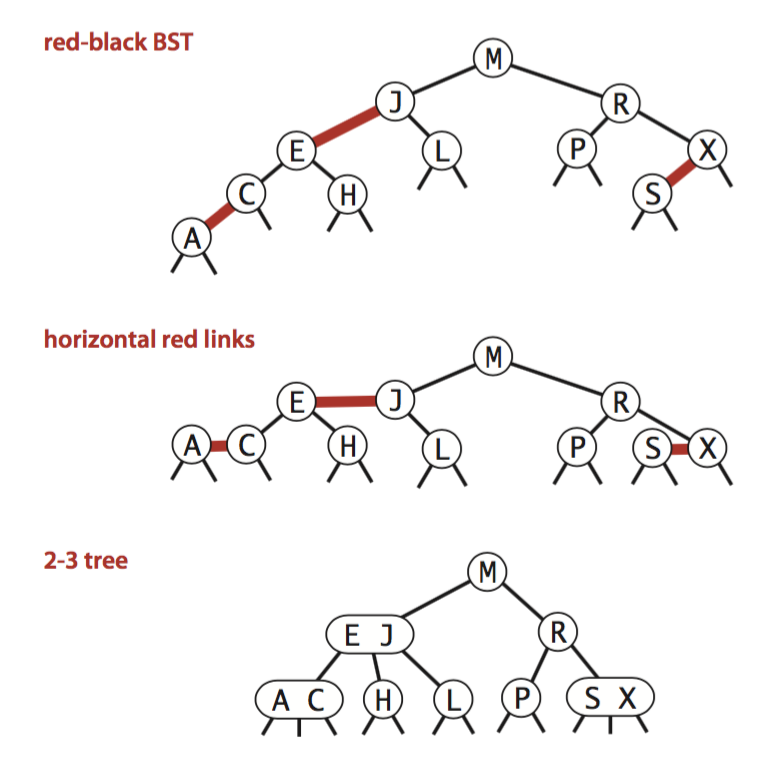 red-black BST
M
J R
E L P X
C H S
A
horizontal red links
M
E J R
A C H L P S X
2-3 tree
M
E J R
A C H L P S X